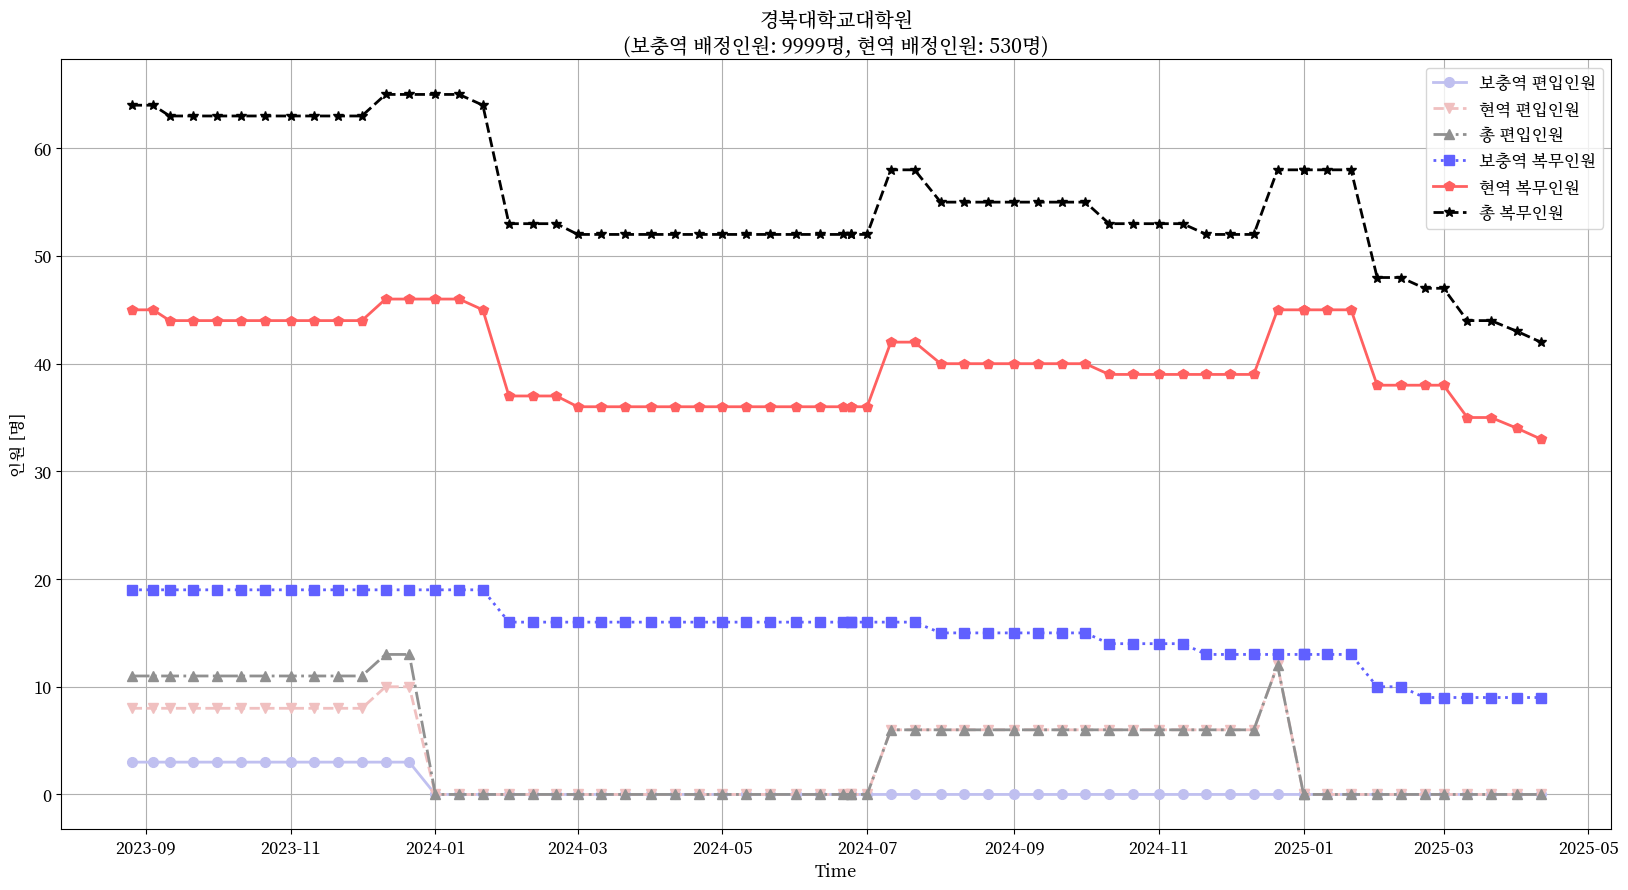 경북대학교대학원
(보충역 배정인원: 9999명, 현역 배정인원: 530명)
보충역 편입인원
현역 편입인원
총 편입인원
보충역 복무인원
현역 복무인원
총 복무인원
인원 [명]
60
50
40
30
20
10
0
2023-09
2023-11
2024-01
2024-03
2024-05
2024-07
2024-09
2024-11
2025-01
2025-03
2025-05
Time